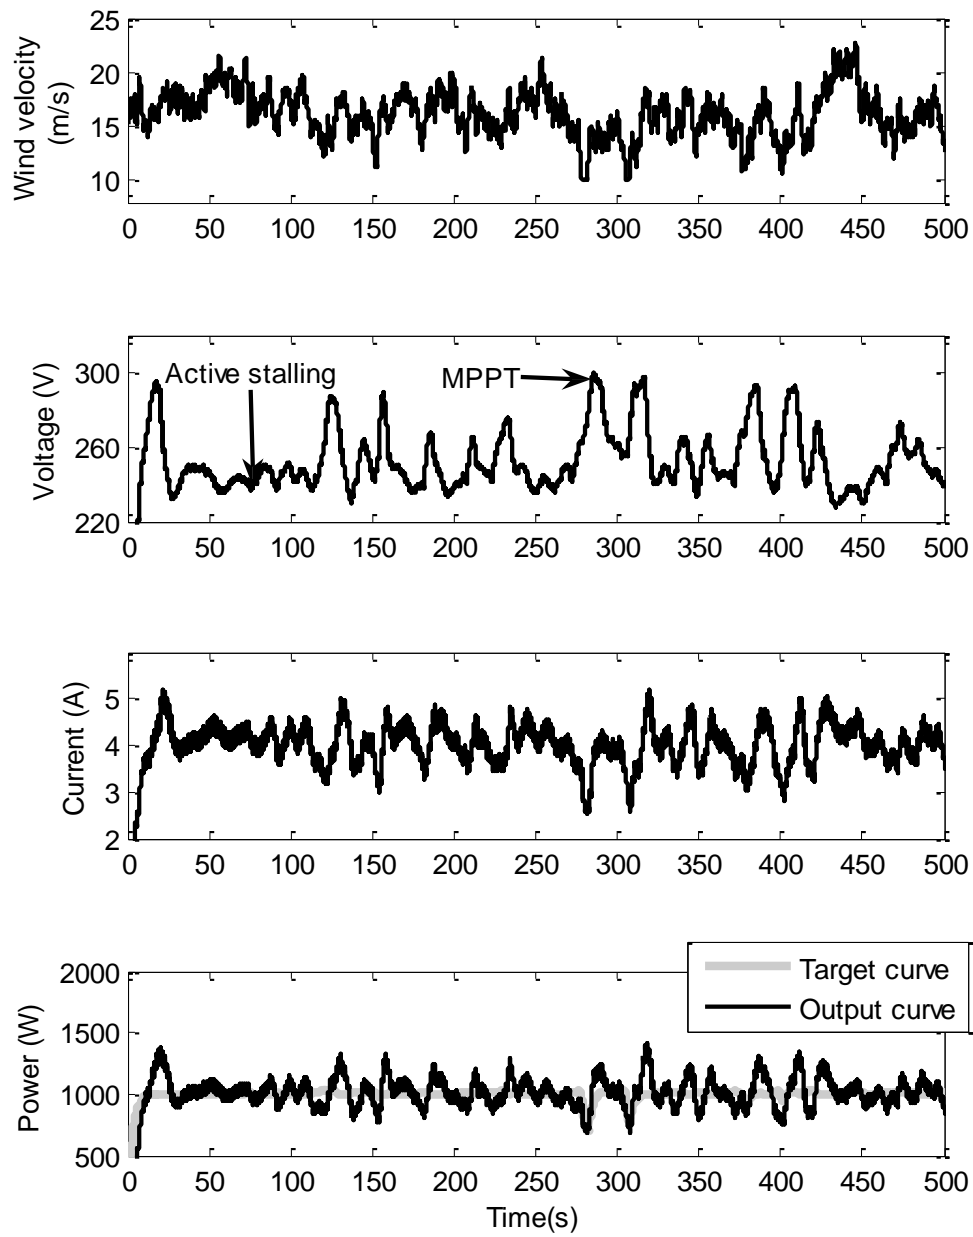 25
20
15
10
Wind velocity
(m/s)
0 50 100 150 200 250 300 350 400 450 500
300
260
220
Voltage (V)
Active stalling
MPPT
0 50 100 150 200 250 300 350 400 450 500
5
4
3
2
Current (A)
0 50 100 150 200 250 300 350 400 450 500
2000
1500
1000
500
Power (W)
Target curve
Output curve
0 50 100 150 200 250 300 350 400 450 500
Time(s)